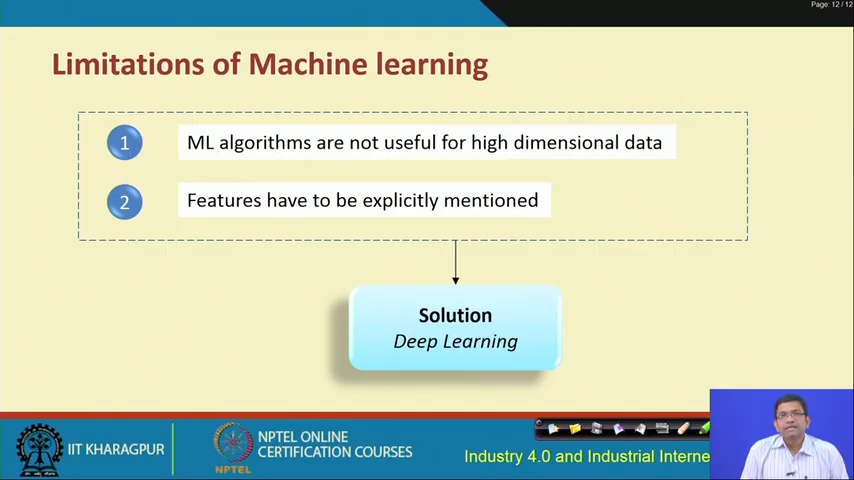 Page: 12 / 12
Limitations of Machine learning
1
ML algorithms are not useful for high dimensional data
2
Features have to be explicitly mentioned
Solution
Deep Learning
IIT KHARAGPUR
NPTEL
NPTEL ONLINE
CERTIFICATION COURSES
Industry 4.0 and Industrial Interne